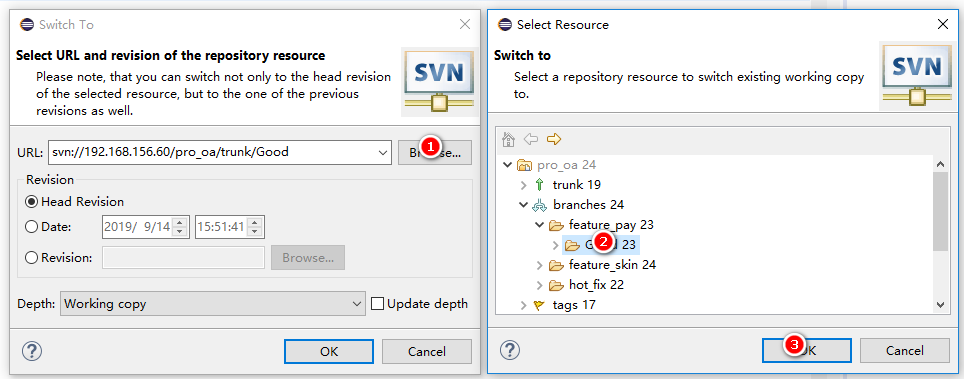 Switch To
Select URL and revision of the repository resource
Please note, that you can switch not only to the head revision
of the selected resource, but to the one of the previous
revisions as well.
SVN
URL: svn://192.168.156.60/pro_oa/trunk/Good
1
Revision
Head Revision
Date: 2019/ 9/14 15:51:41
Revision: Browse...
Depth: Working copy Update depth
? OK Cancel
Select Resource
Switch to
Select a repository resource to switch existing working copy
to.
SVN
pro_oa 24
trunk 19
branches 24
feature_pay 23
2 23
feature_skin 24
hot_fix 22
tags 17
? 3 Cancel